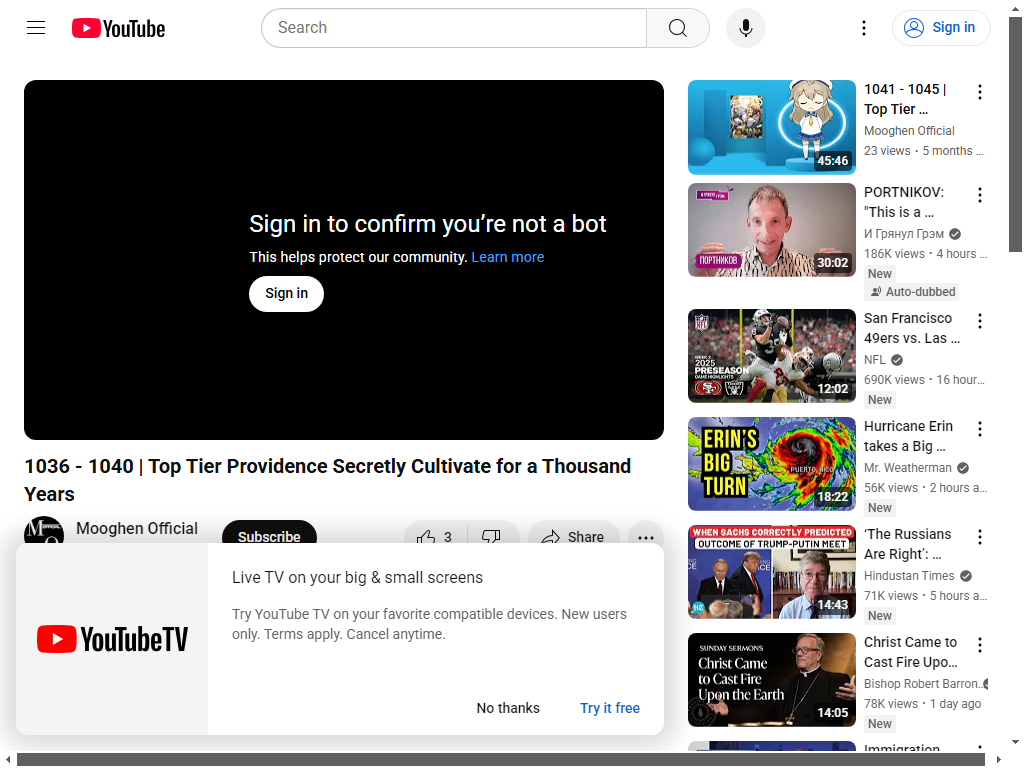 YouTube
Search
Sign in
Sign in to confirm you’re not a bot
This helps protect our community. Learn more
Sign in
1036 - 1040 | Top Tier Providence Secretly Cultivate for a Thousand
Years
Mooghen Official
Subscribe
3
Share
YouTubeTV
Live TV on your big & small screens
Try YouTube TV on your favorite compatible devices. New users
only. Terms apply. Cancel anytime.
No thanks
Try it free
45:46
1041 - 1045 |
Top Tier …
Mooghen Official
23 views • 5 months ...
ПОРТНИКОВ
30:02
PORTNIKOV:
"This is a …
И Грянул Грэм
186K views • 4 hours ...
New
Auto-dubbed
NFL
WEEK 2
2025
PRESEASON
GAME HIGHLIGHTS
12:02
San Francisco
49ers vs. Las …
NFL
690K views • 16 hour...
New
ERIN'S
BIG
TURN
PUERTO RICO
18:22
Hurricane Erin
takes a Big …
Mr. Weatherman
56K views • 2 hours a...
New
WHEN SACHS CORRECTLY PREDICTED
OUTCOME OF TRUMP-PUTIN MEET
14:43
‘The Russians
Are Right’: …
Hindustan Times
71K views • 5 hours a...
New
SUNDAY SERMONS
Christ Came
to Cast Fire
Upon the Earth
14:05
Christ Came to
Cast Fire Upo…
Bishop Robert Barron
78K views • 1 day ago
New
Immigration